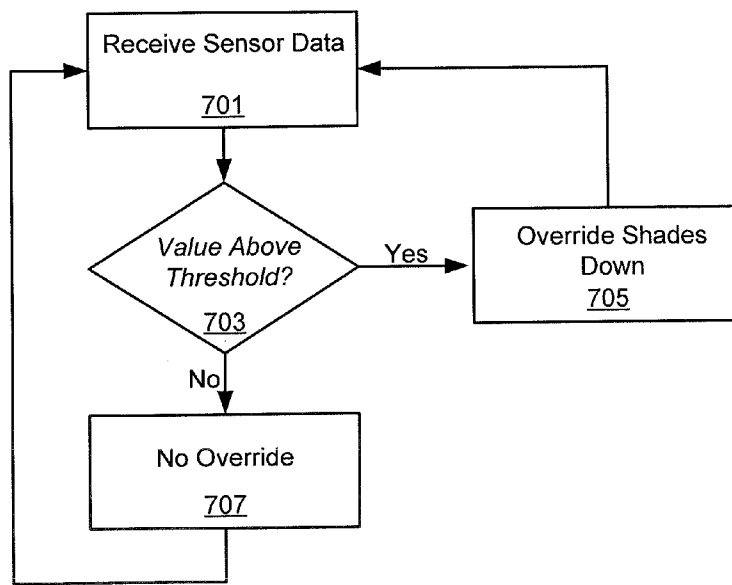 Receive Sensor Data
701
Value Above
Threshold?
703
Yes
Override Shades
Down
705
No
No Override
707